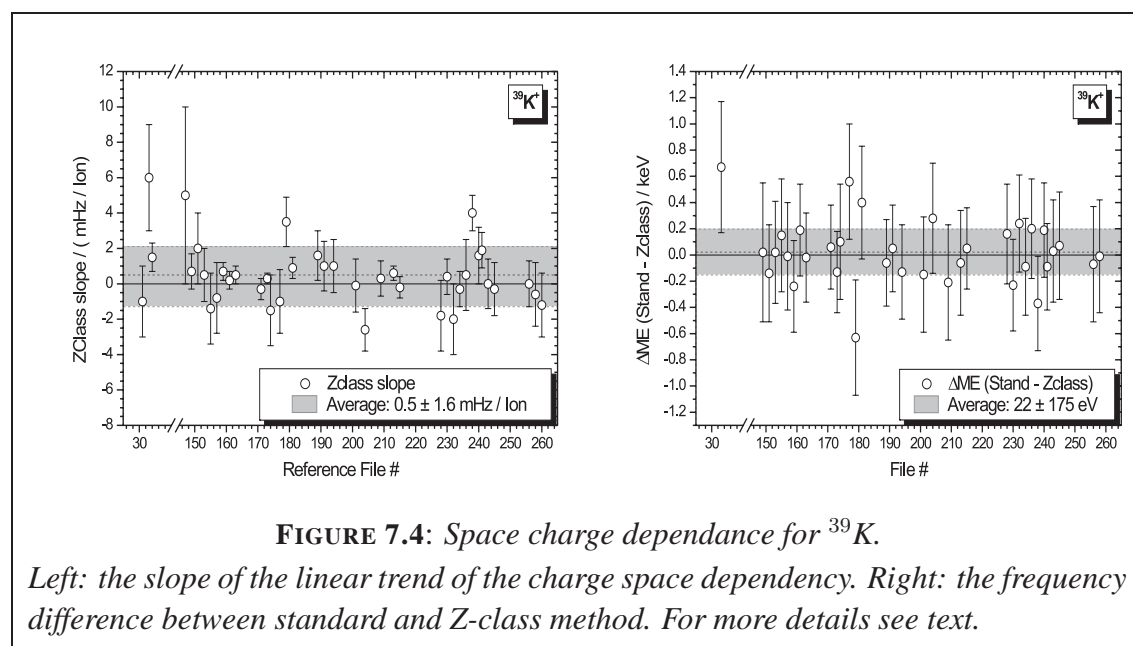 12
10
8
6
4
2
0
-2
-4
-6
-8
ZClass slope / ( mHz / Ion)
30 150 160 170 180 190 200 210 220 230 240 250 260
Reference File #
³⁹K⁺
Zclass slope
Average: 0.5 ± 1.6 mHz / Ion
1.4
1.2
1.0
0.8
0.6
0.4
0.2
0.0
-0.2
-0.4
-0.6
-0.8
-1.0
-1.2
ΔME (Stand - Zclass) / keV
30 150 160 170 180 190 200 210 220 230 240 250 260
File #
³⁹K⁺
ΔME (Stand - Zclass)
Average: 22 ± 175 eV
FIGURE 7.4: Space charge dependance for ³⁹K.
Left: the slope of the linear trend of the charge space dependency. Right: the frequency
difference between standard and Z-class method. For more details see text.